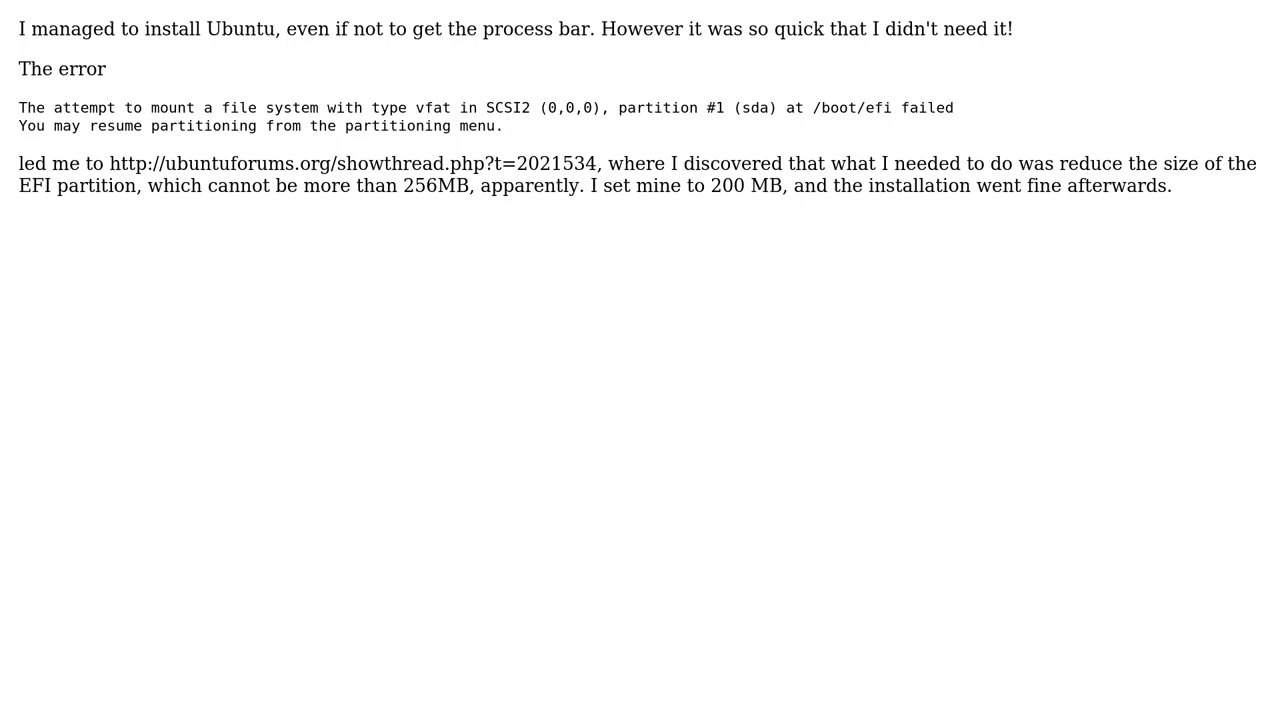 I managed to install Ubuntu, even if not to get the process bar. However it was so quick that I didn't need it!
The error
The attempt to mount a file system with type vfat in SCSI2 (0,0,0), partition #1 (sda) at /boot/efi failed
You may resume partitioning from the partitioning menu.
led me to http://ubuntuforums.org/showthread.php?t=2021534, where I discovered that what I needed to do was reduce the size of the
EFI partition, which cannot be more than 256MB, apparently. I set mine to 200 MB, and the installation went fine afterwards.